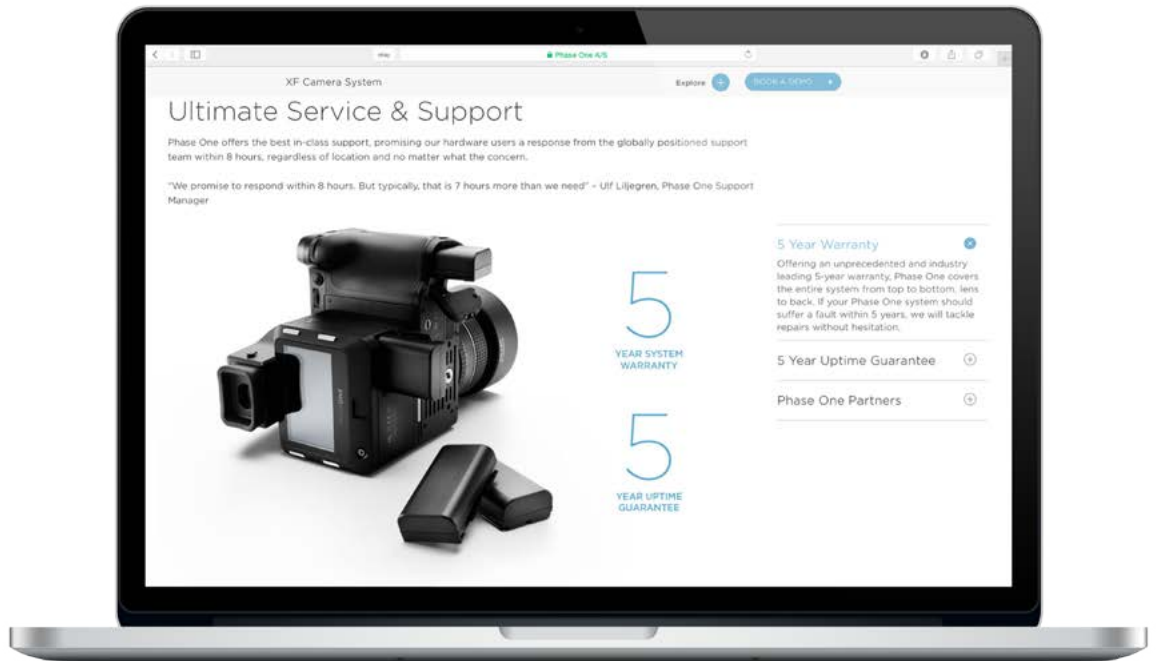 Phase One A/S
XF Camera System
Explore
BOOK A DEMO
Ultimate Service & Support
Phase One offers the best in-class support, promising our hardware users a response from the globally positioned support
team within 8 hours, regardless of location and no matter what the concern.
"We promise to respond within 8 hours. But typically, that is 7 hours more than we need" – Ulf Liljegren, Phase One Support
Manager
5
YEAR SYSTEM
WARRANTY
5
YEAR UPTIME
GUARANTEE
5 Year Warranty
Offering an unprecedented and industry
leading 5-year warranty, Phase One covers
the entire system from top to bottom, lens
to back. If your Phase One system should
suffer a fault within 5 years, we will tackle
repairs without hesitation.
5 Year Uptime Guarantee
Phase One Partners